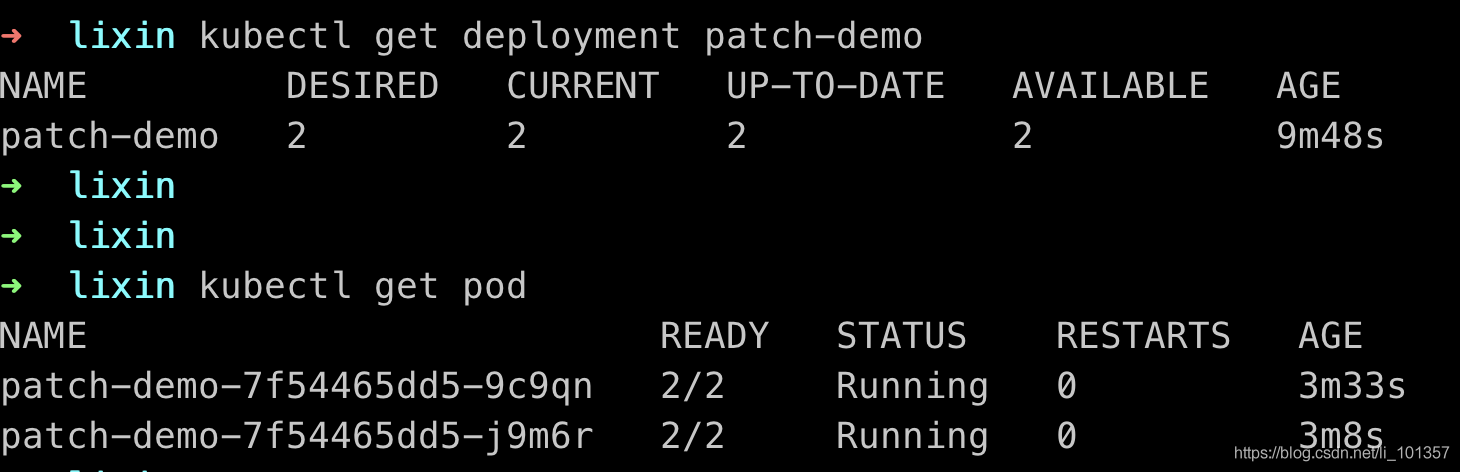 ➜ lixin kubectl get deployment patch-demo
NAME DESIRED CURRENT UP-TO-DATE AVAILABLE AGE
patch-demo 2 2 2 2 9m48s
➜ lixin
➜ lixin
➜ lixin kubectl get pod
NAME READY STATUS RESTARTS AGE
patch-demo-7f54465dd5-9c9qn 2/2 Running 0 3m33s
patch-demo-7f54465dd5-j9m6r 2/2 Running 0 3m8s
https://blog.csdn.net/li_101357